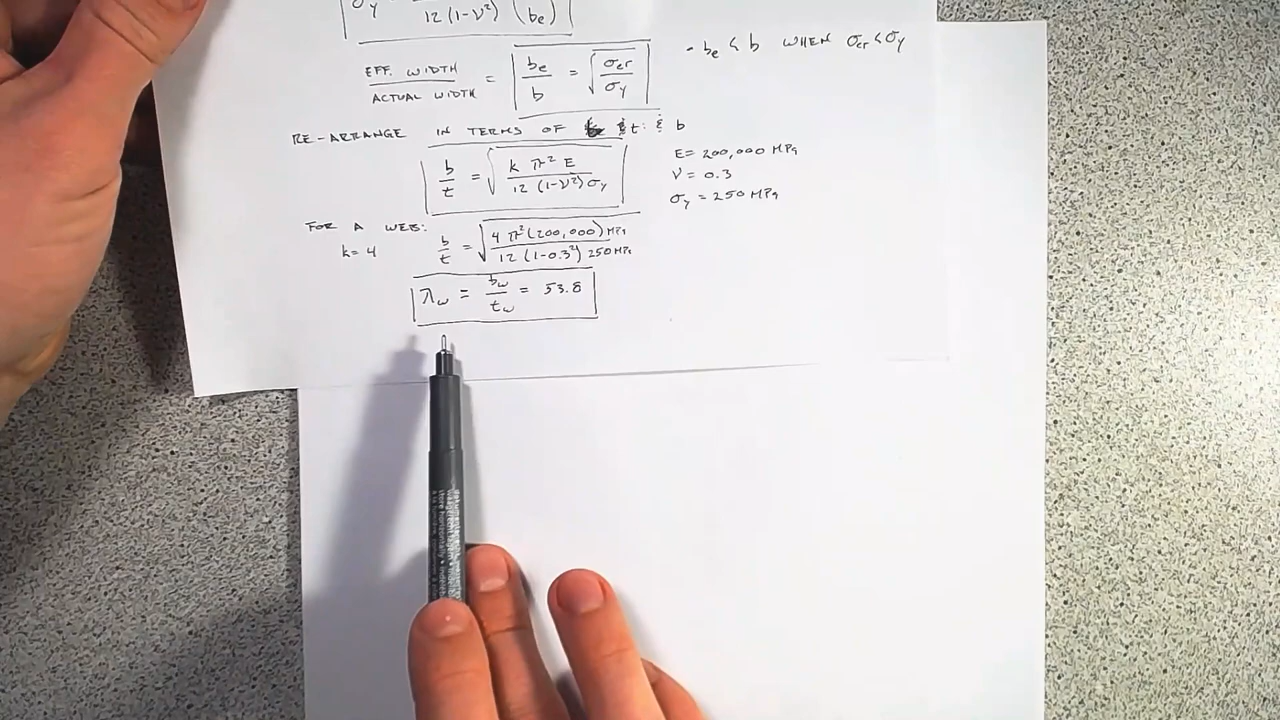 12 (1-ν²) (be)
EFF. WIDTH / ACTUAL WIDTH = be/b = √(σcr/σy)
- be < b WHEN σcr < σy
RE-ARRANGE IN TERMS OF t & b
b/t = √(k π² E / 12 (1-ν²) σy)
E = 200,000 MPa
ν = 0.3
σy = 250 MPa
FOR A WEB:
k = 4
b/t = √(4 π² (200,000) MPa / 12 (1-0.3²) 250 MPa)
λw = bw/tw = 53.8